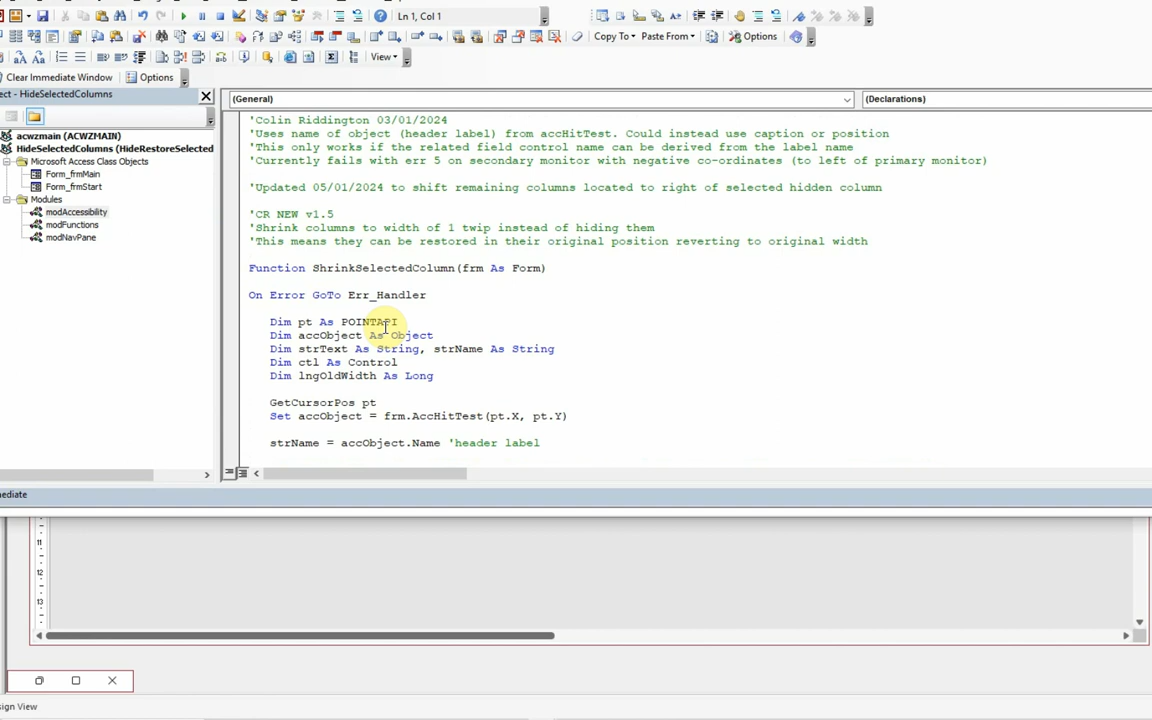 Ln 1, Col 1
Options
Copy To
Paste From
Options
View
Clear Immediate Window
Options
ect - HideSelectedColumns
(General)
(Declarations)
acwzmain (ACWZMAIN)
HideSelectedColumns (HideRestoreSelected
Microsoft Access Class Objects
Form_frmMain
Form_frmStart
Modules
modAccessibility
modFunctions
modNavPane
'Colin Riddington 03/01/2024
'Uses name of object (header label) from accHitTest. Could instead use caption or position
'This only works if the related field control name can be derived from the label name
'Currently fails with err 5 on secondary monitor with negative co-ordinates (to left of primary monitor)
'Updated 05/01/2024 to shift remaining columns located to right of selected hidden column
'CR NEW v1.5
'Shrink columns to width of 1 twip instead of hiding them
'This means they can be restored in their original position reverting to original width
Function ShrinkSelectedColumn(frm As Form)
On Error GoTo Err_Handler
Dim pt As POINTAPI
Dim accObject As Object
Dim strText As String, strName As String
Dim ctl As Control
Dim lngOldWidth As Long
GetCursorPos pt
Set accObject = frm.AccHitTest(pt.X, pt.Y)
strName = accObject.Name 'header label
ediate
11
12
13
sign View